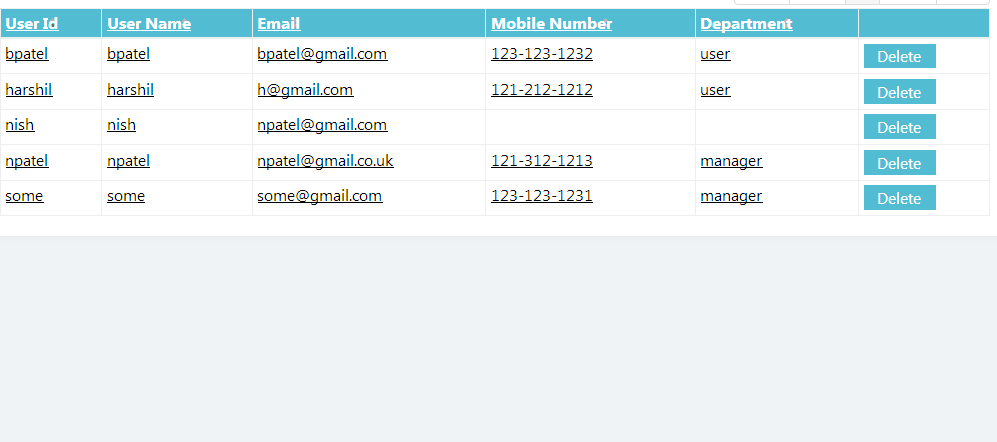 User Id User Name Email Mobile Number Department
bpatel bpatel bpatel@gmail.com 123-123-1232 user Delete
harshil harshil h@gmail.com 121-212-1212 user Delete
nish nish npatel@gmail.com Delete
npatel npatel npatel@gmail.co.uk 121-312-1213 manager Delete
some some some@gmail.com 123-123-1231 manager Delete